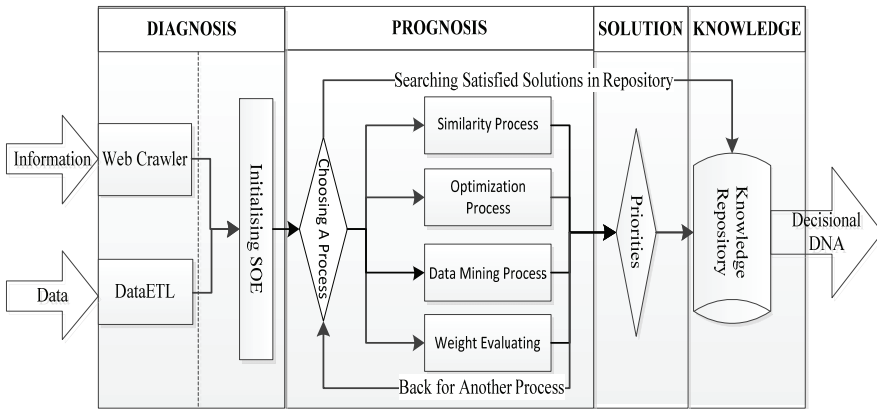 DIAGNOSIS
PROGNOSIS
SOLUTION
KNOWLEDGE
Searching Satisfied Solutions in Repository
Information
Web Crawler
Data
DataETL
Initialising SOE
Choosing A Process
Similarity Process
Optimization
Process
Data Mining Process
Weight Evaluating
Back for Another Process
Priorities
Knowledge
Repository
Decisional
DNA